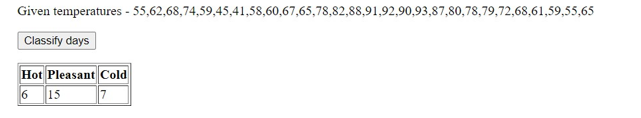 Given temperatures - 55,62,68,74,59,45,41,58,60,67,65,78,82,88,91,92,90,93,87,80,78,79,72,68,61,59,55,65
Classify days
Hot Pleasant Cold
6 15 7